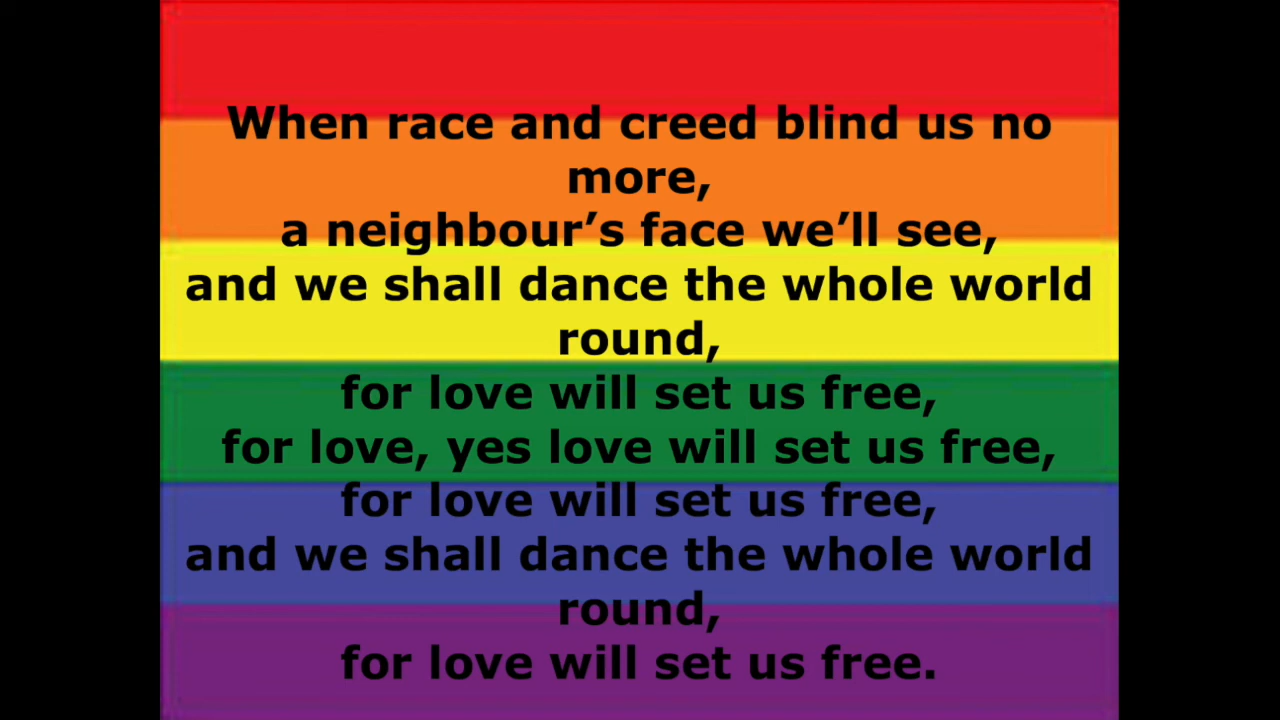 When race and creed blind us no
more,
a neighbour’s face we’ll see,
and we shall dance the whole world
round,
for love will set us free,
for love, yes love will set us free,
for love will set us free,
and we shall dance the whole world
round,
for love will set us free.